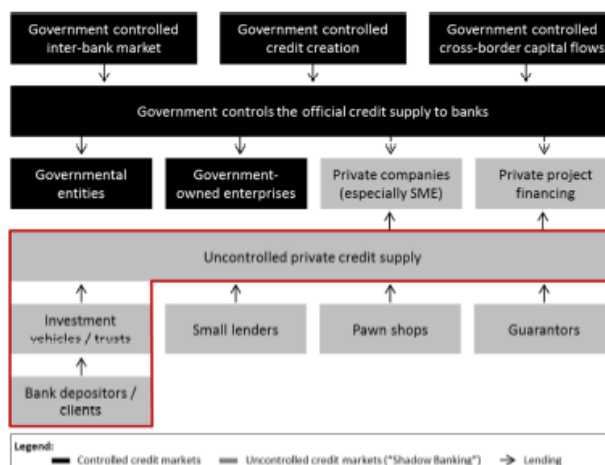 Government controlled
inter-bank market
Government controlled
credit creation
Government controlled
cross-border capital flows
Government controls the official credit supply to banks
Governmental
entities
Government-
owned enterprises
Private companies
(especially SME)
Private project
financing
Uncontrolled private credit supply
Investment
vehicles / trusts
Small lenders
Pawn shops
Guarantors
Bank depositors /
clients
Legend:
Controlled credit markets
Uncontrolled credit markets ("Shadow Banking")
Lending